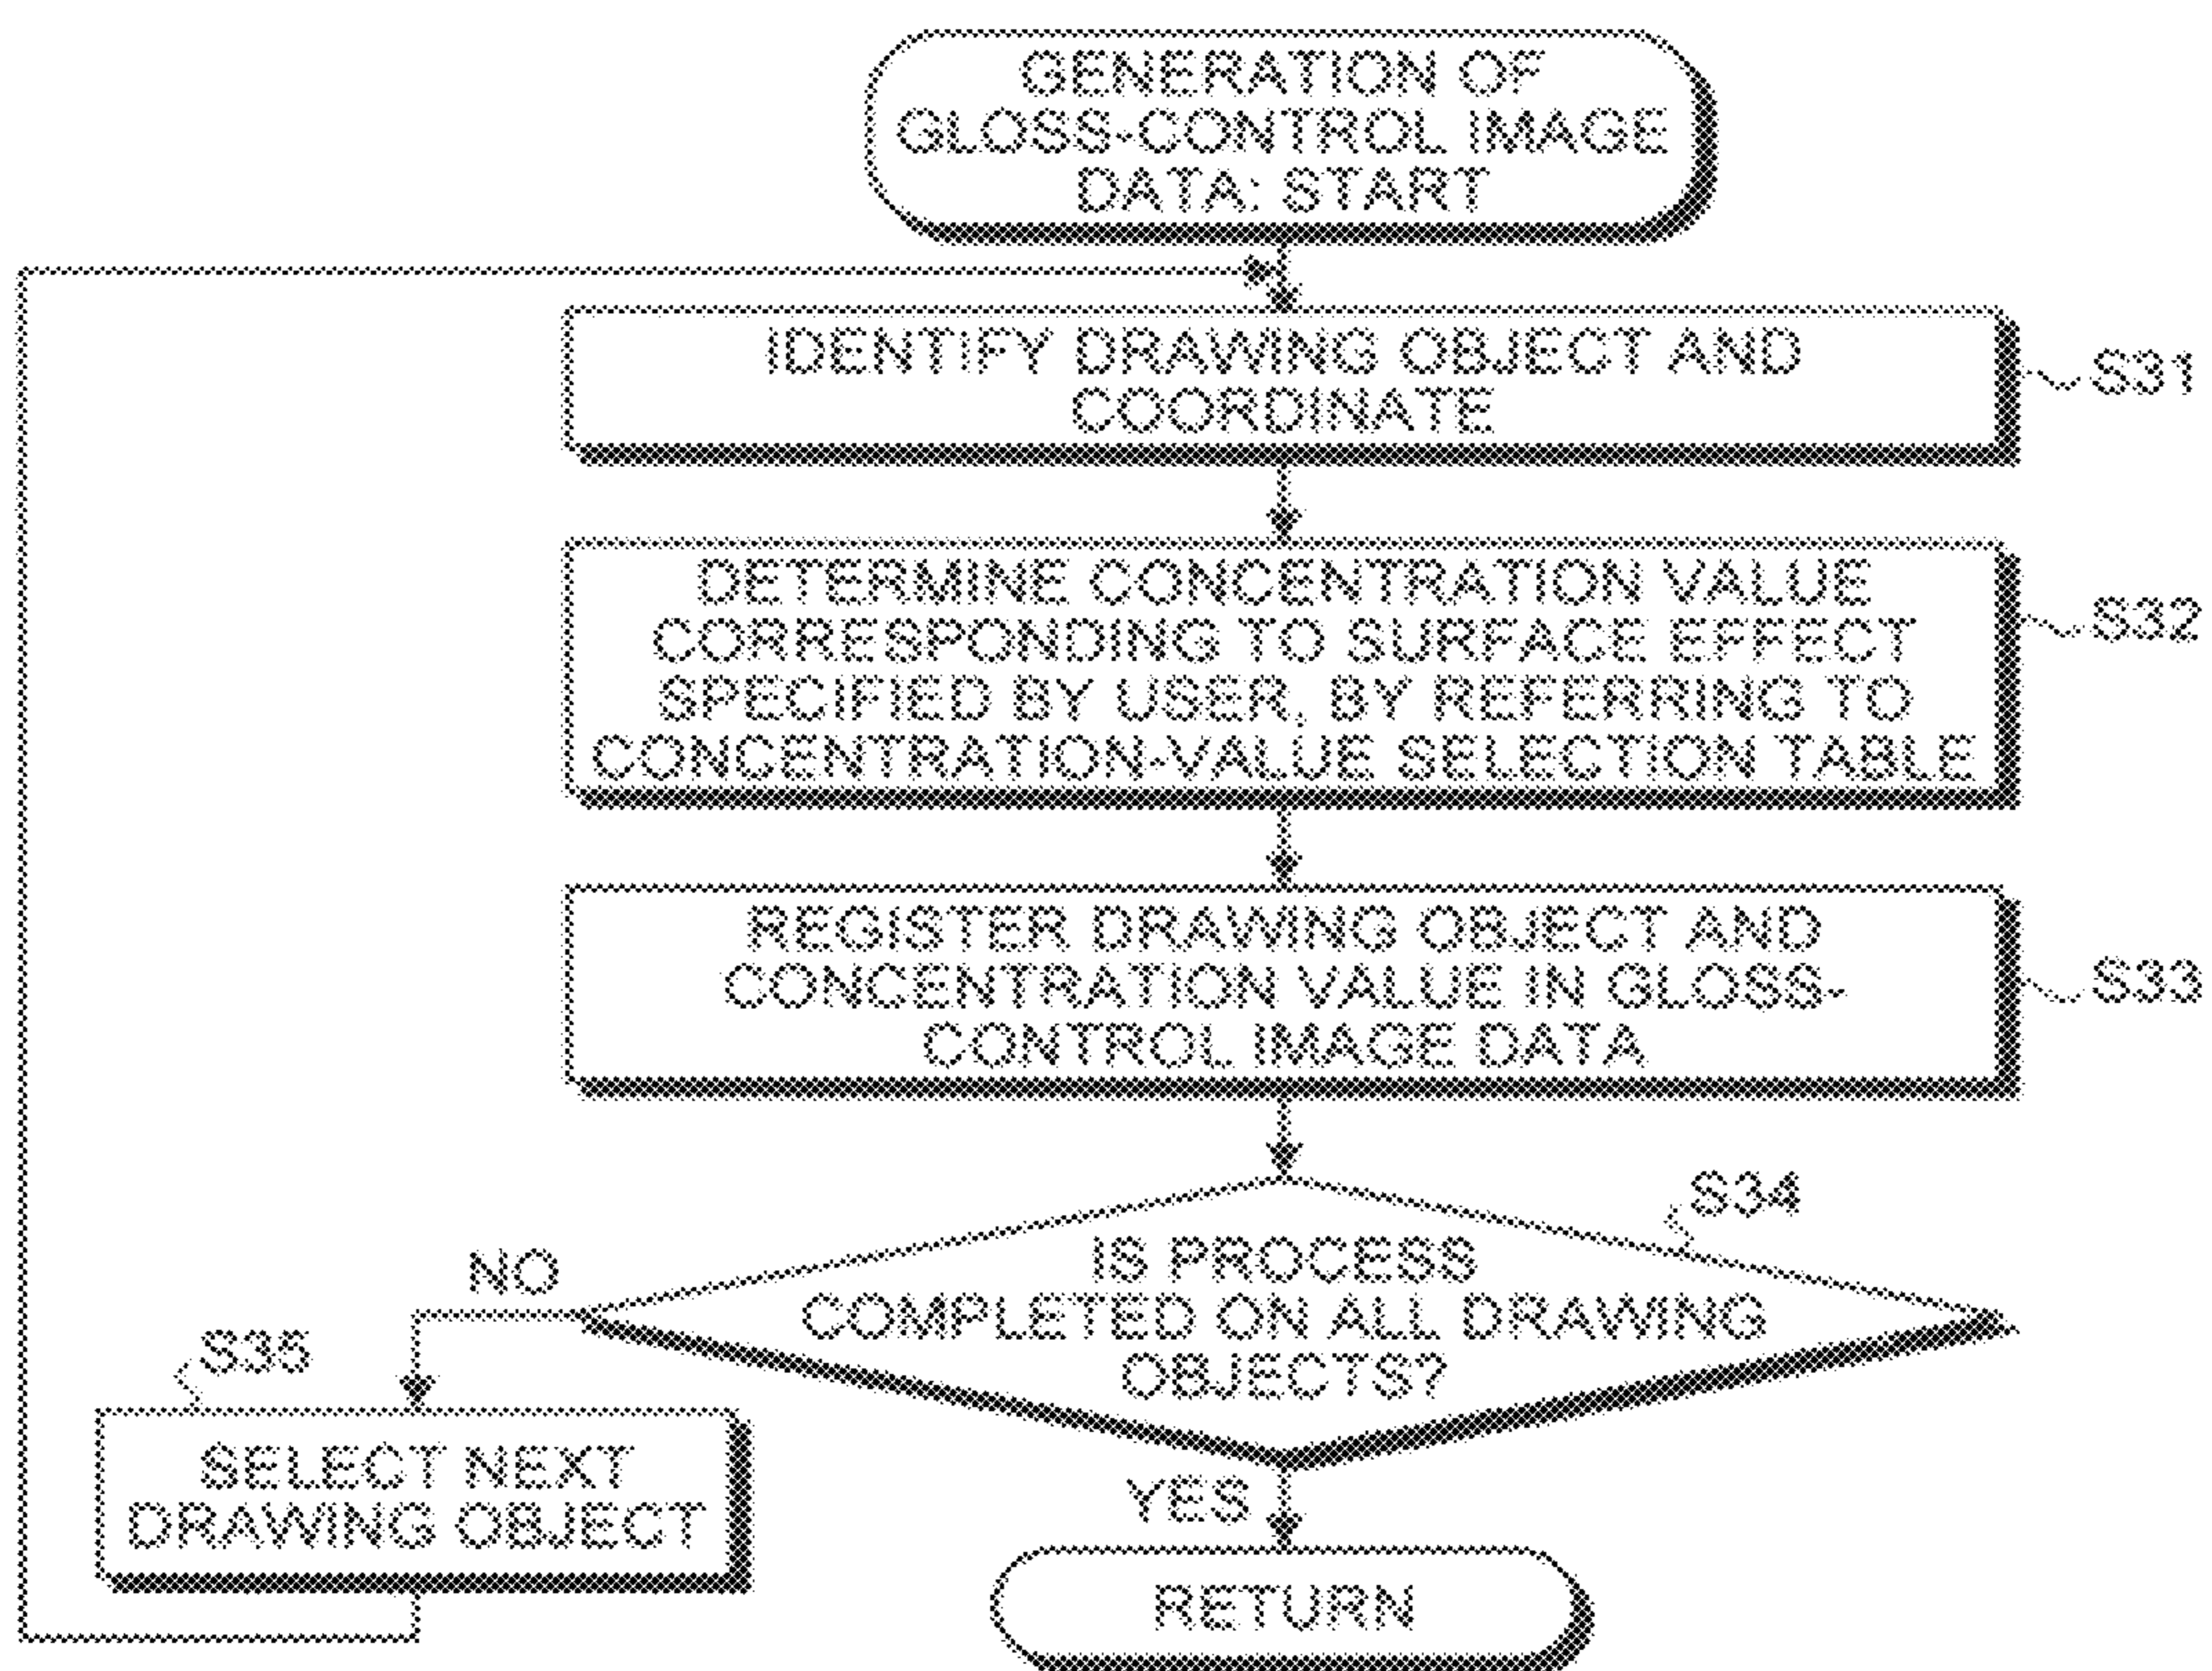 GENERATION OF
GLOSS-CONTROL IMAGE
DATA: START
IDENTIFY DRAWING OBJECT AND
COORDINATE
S31
DETERMINE CONCENTRATION VALUE
CORRESPONDING TO SURFACE EFFECT
SPECIFIED BY USER, BY REFERRING TO
CONCENTRATION-VALUE SELECTION TABLE
S32
REGISTER DRAWING OBJECT AND
CONCENTRATION VALUE IN GLOSS-
CONTROL IMAGE DATA
S33
S34
IS PROCESS
COMPLETED ON ALL DRAWING
OBJECTS?
NO
S35
SELECT NEXT
DRAWING OBJECT
YES
RETURN